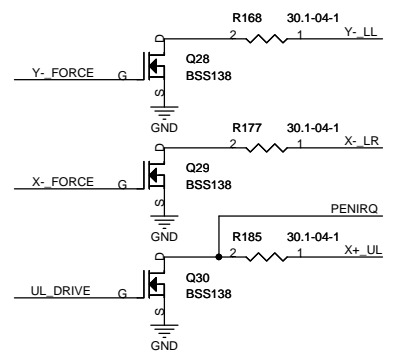 R168 30.1-04-1
D 2 1 Y-_LL
Q28
Y-_FORCE G BSS138
S
GND
R177 30.1-04-1
D 2 1 X-_LR
Q29
X-_FORCE G BSS138
S
GND
PENIRQ
R185 30.1-04-1
D 2 1 X+_UL
Q30
UL_DRIVE G BSS138
S
GND